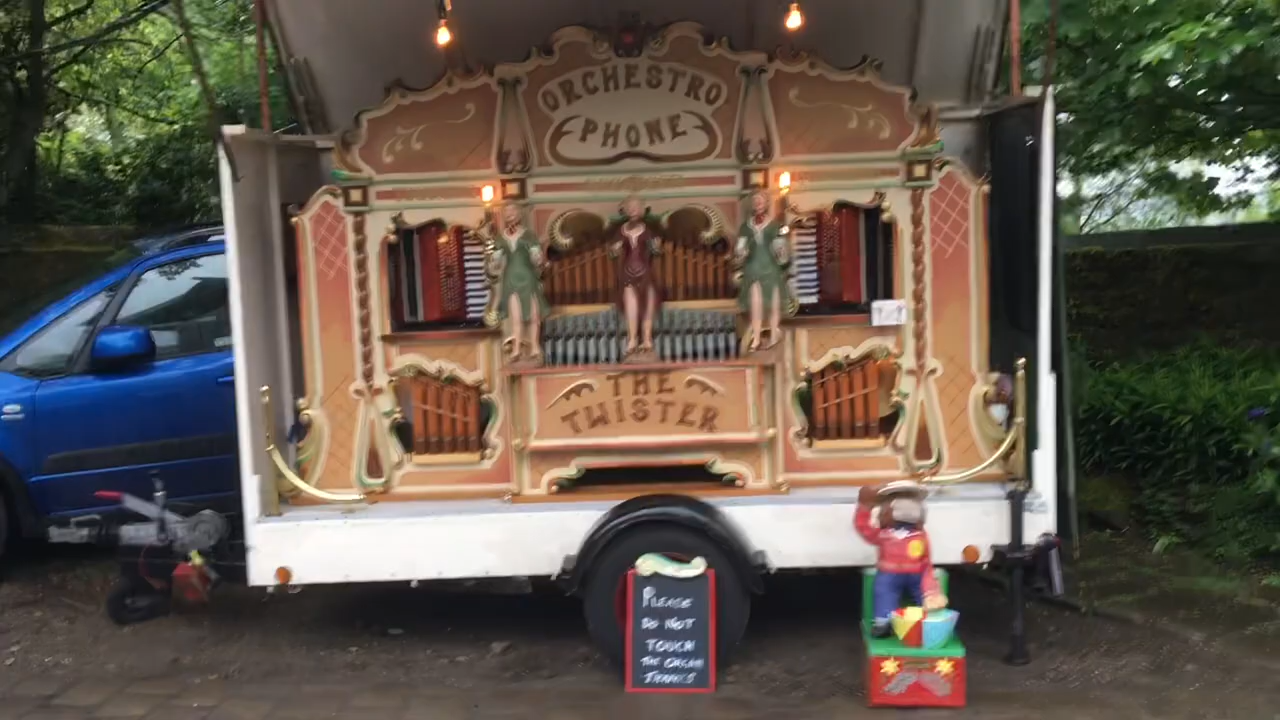 ORCHESTRO
PHONE
THE
TWISTER
PLEASE
DO NOT
TOUCH
THE ORGAN
THANKS